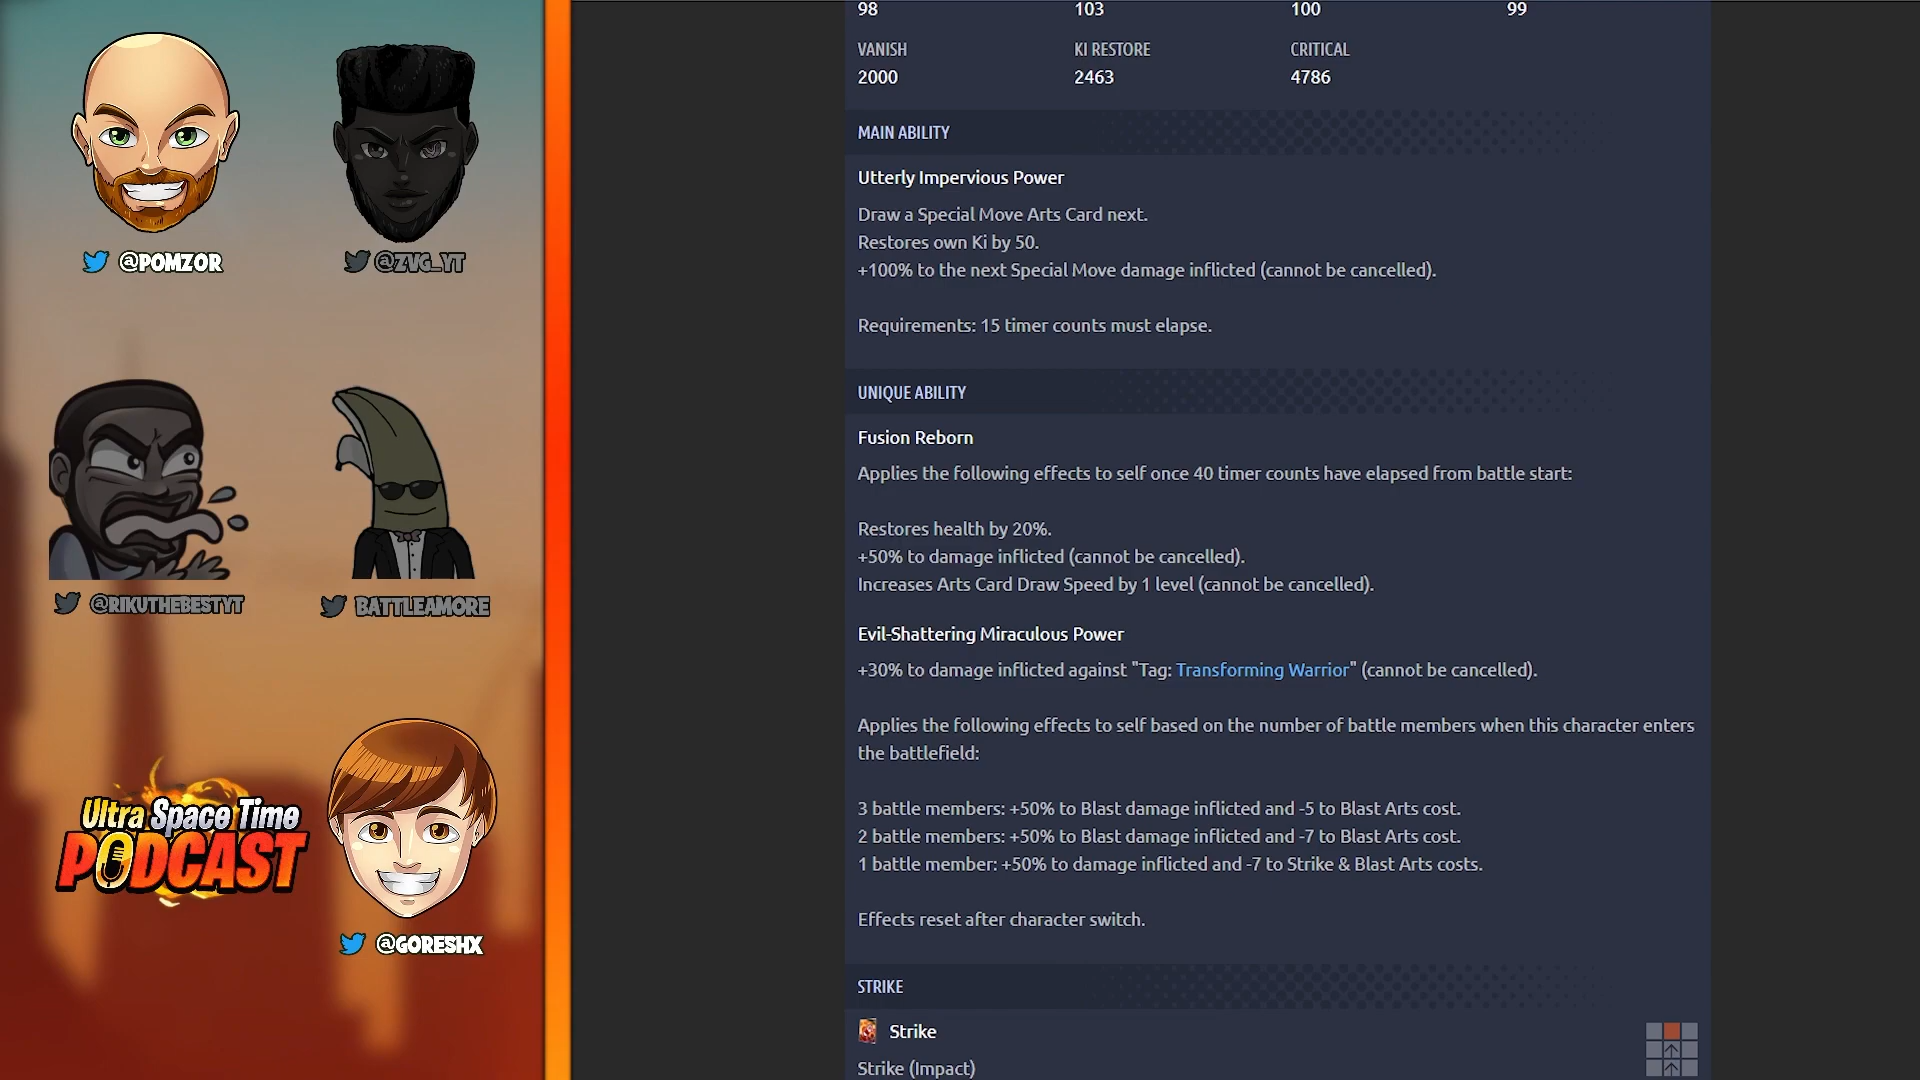 @POMZOR
@ZVG_YT
@RIKUTHEBESTYT
BATTLEAMORE
Ultra Space Time
PODCAST
@GORESHX
98 103 100 99
VANISH KI RESTORE CRITICAL
2000 2463 4786
MAIN ABILITY
Utterly Impervious Power
Draw a Special Move Arts Card next.
Restores own Ki by 50.
+100% to the next Special Move damage inflicted (cannot be cancelled).
Requirements: 15 timer counts must elapse.
UNIQUE ABILITY
Fusion Reborn
Applies the following effects to self once 40 timer counts have elapsed from battle start:
Restores health by 20%.
+50% to damage inflicted (cannot be cancelled).
Increases Arts Card Draw Speed by 1 level (cannot be cancelled).
Evil-Shattering Miraculous Power
+30% to damage inflicted against "Tag: Transforming Warrior" (cannot be cancelled).
Applies the following effects to self based on the number of battle members when this character enters
the battlefield:
3 battle members: +50% to Blast damage inflicted and -5 to Blast Arts cost.
2 battle members: +50% to Blast damage inflicted and -7 to Blast Arts cost.
1 battle member: +50% to damage inflicted and -7 to Strike & Blast Arts costs.
Effects reset after character switch.
STRIKE
Strike
Strike (Impact)